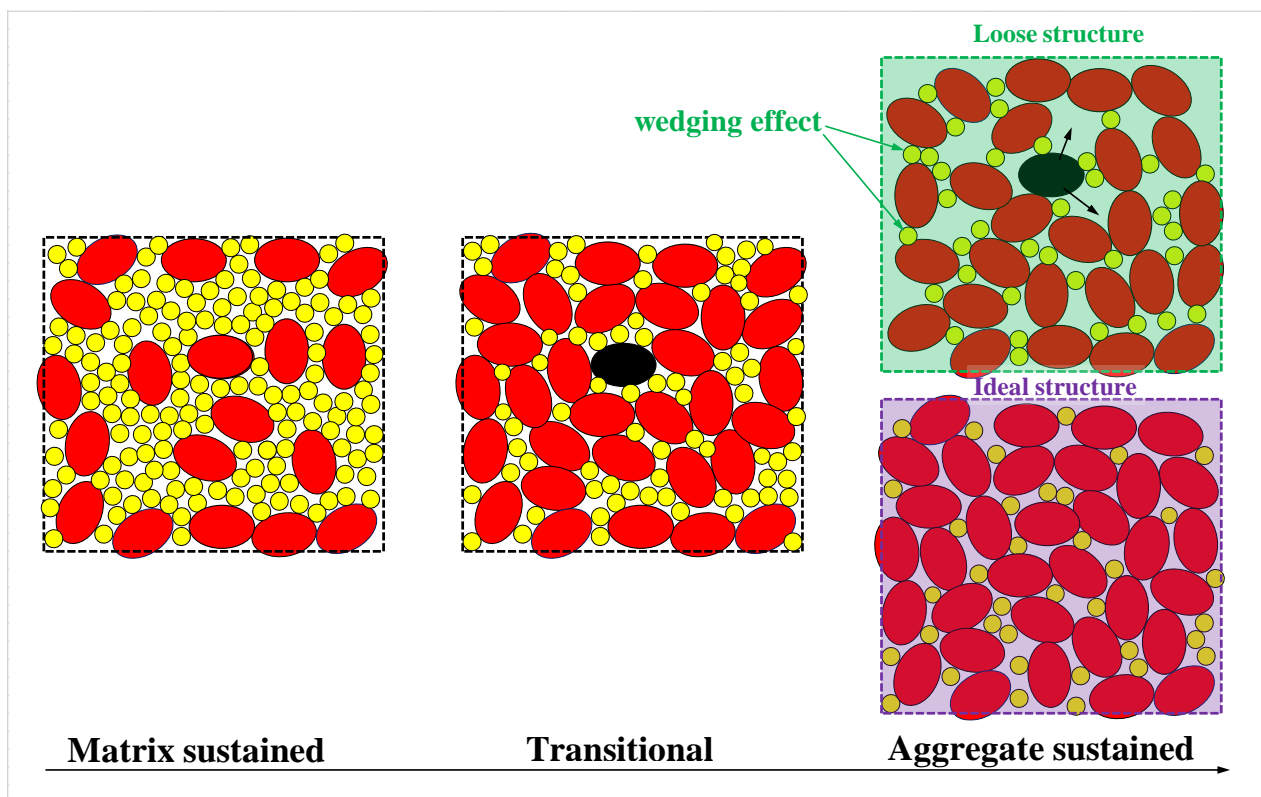 Loose structure
wedging effect
Ideal structure
Matrix sustained
Transitional
Aggregate sustained